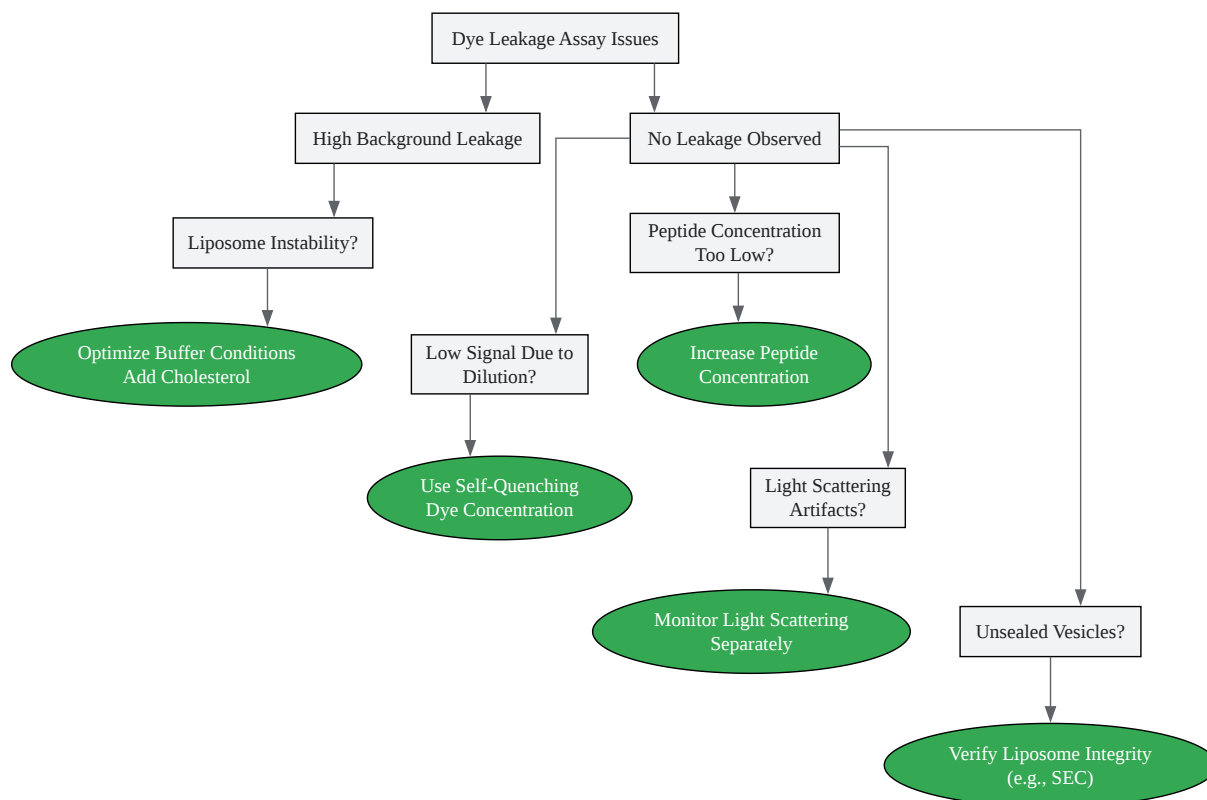 Dye Leakage Assay Issues
High Background Leakage
No Leakage Observed
Liposome Instability?
Peptide Concentration
Too Low?
Optimize Buffer Conditions
Add Cholesterol
Low Signal Due to
Dilution?
Increase Peptide
Concentration
Use Self-Quenching
Dye Concentration
Light Scattering
Artifacts?
Monitor Light Scattering
Separately
Unsealed Vesicles?
Verify Liposome Integrity
(e.g., SEC)